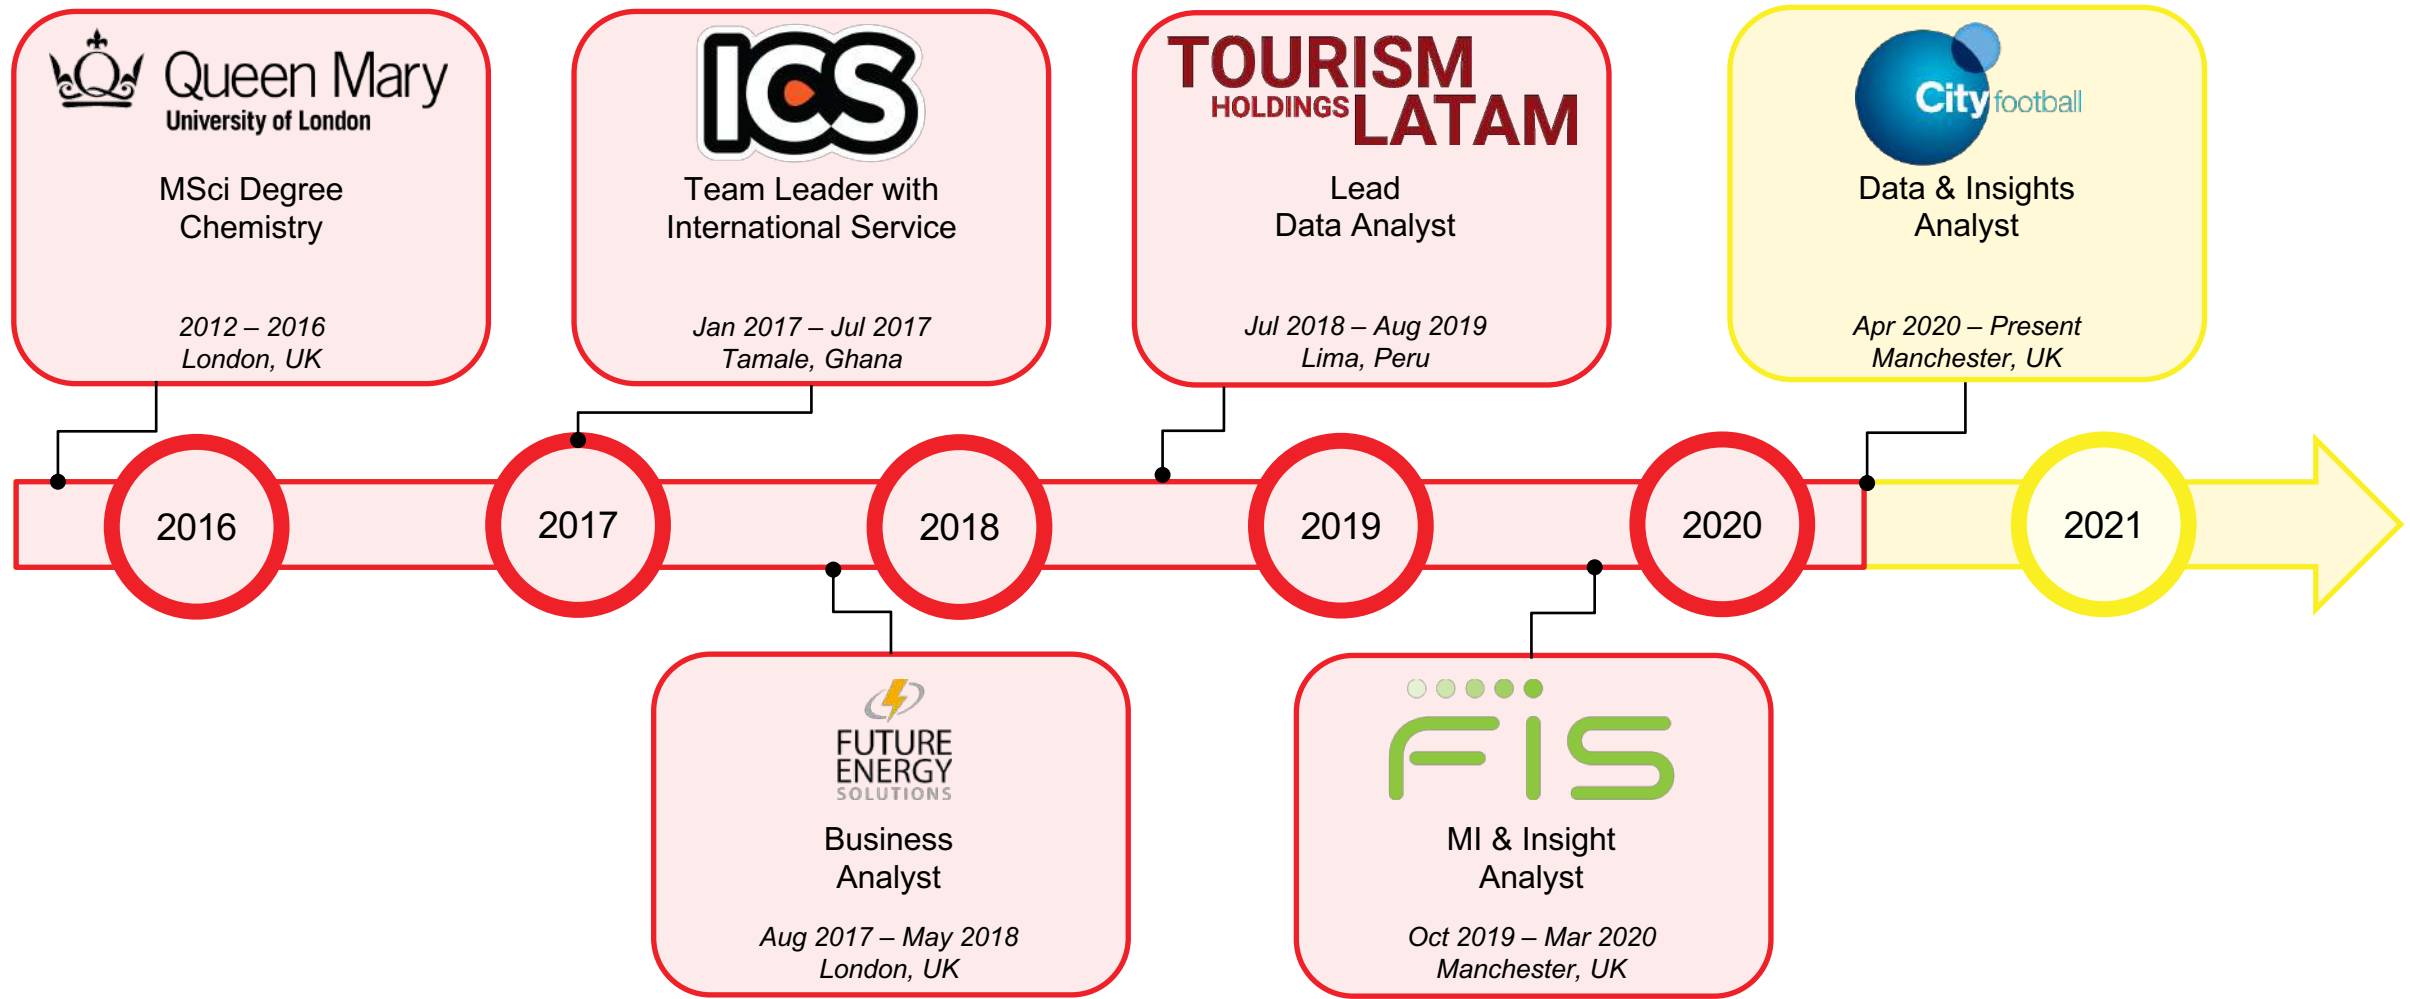 Queen Mary
University of London
MSci Degree
Chemistry
2012 – 2016
London, UK
ICS
Team Leader with
International Service
Jan 2017 – Jul 2017
Tamale, Ghana
TOURISM
HOLDINGS
LATAM
Lead
Data Analyst
Jul 2018 – Aug 2019
Lima, Peru
City football
Data & Insights
Analyst
Apr 2020 – Present
Manchester, UK
2016
2017
2018
2019
2020
2021
FUTURE
ENERGY
SOLUTIONS
Business
Analyst
Aug 2017 – May 2018
London, UK
FIS
MI & Insight
Analyst
Oct 2019 – Mar 2020
Manchester, UK